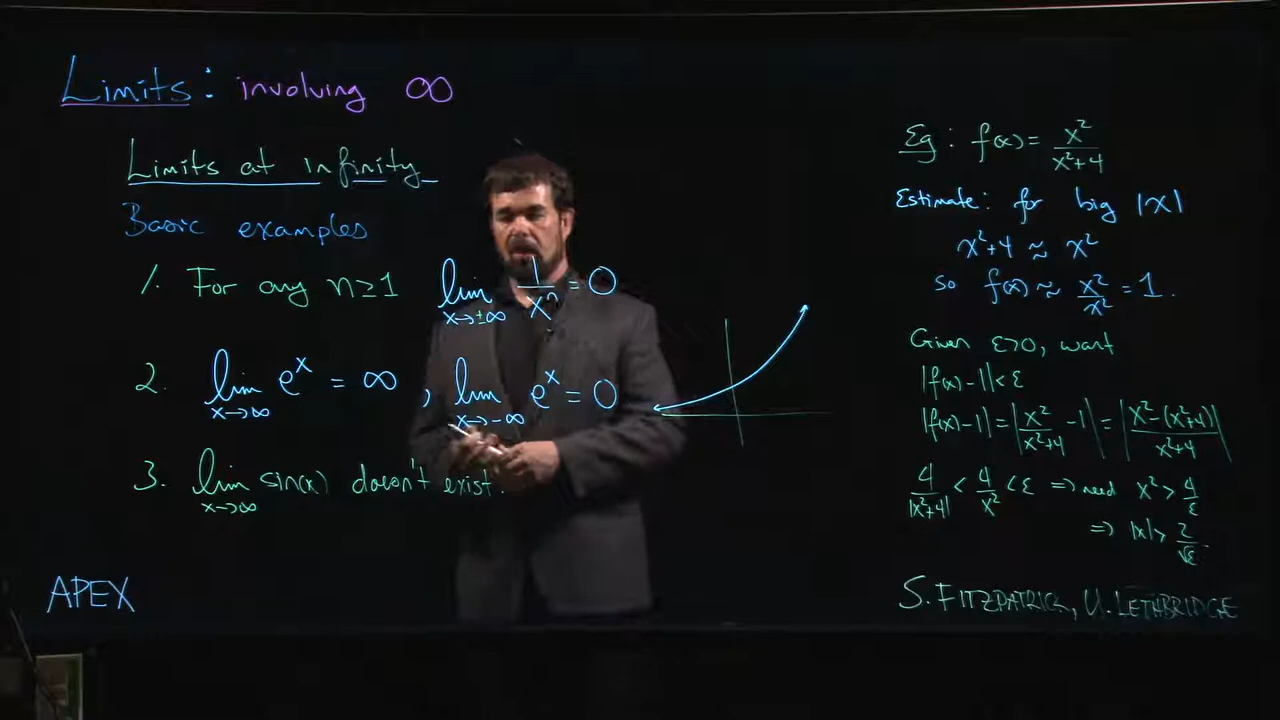 Limits: involving ∞
Limits at infinity
Basic examples
1. For any n≥1 lim x→±∞ 1/xⁿ = 0
2. lim x→∞ eˣ = ∞, lim x→-∞ eˣ = 0
3. lim x→∞ sin(x) doesn't exist.
APEX
Eg: f(x) = x²/x²+4
Estimate: for big |x|
x²+4 ≈ x²
so f(x) ≈ x²/x² = 1.
Given ε>0, want
|f(x)-1|<ε
|f(x)-1| = |x²/x²+4 -1| = |x²-(x²+4)/x²+4|
4/|x²+4| < 4/x² < ε ⇒ need x² > 4/ε
⇒ |x| > 2/√ε.
S. FITZPATRICK, U. LETHBRIDGE